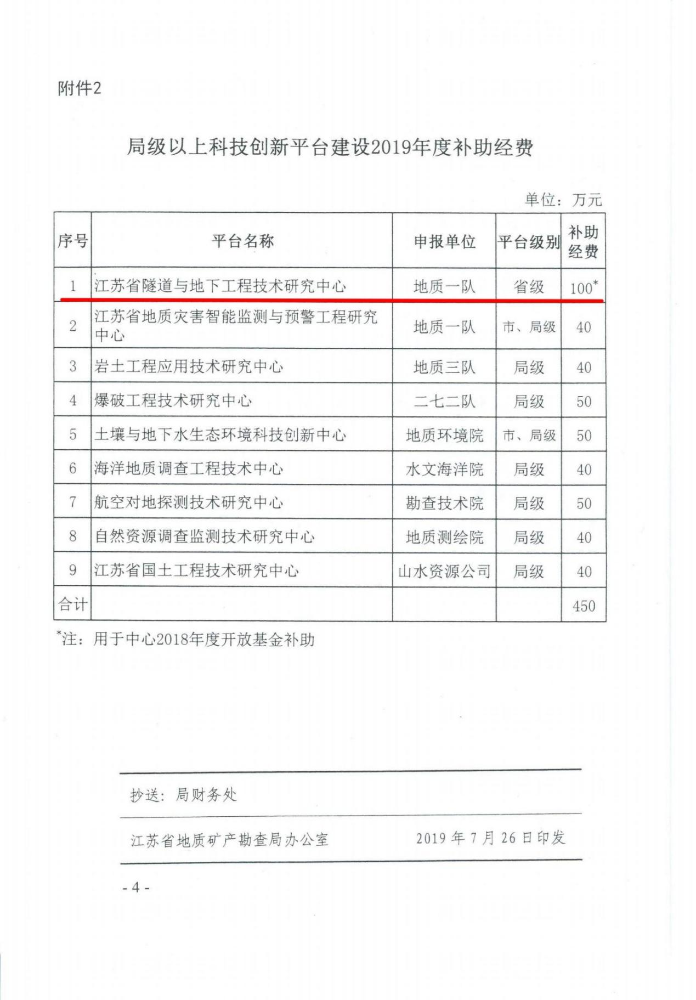 附件2
局级以上科技创新平台建设2019年度补助经费
单位：万元
序号 平台名称 申报单位 平台级别 补助经费
1 江苏省隧道与地下工程技术研究中心 地质一队 省级 100*
2 江苏省地质灾害智能监测与预警工程研究中心 地质一队 市、局级 40
3 岩土工程应用技术研究中心 地质三队 局级 40
4 爆破工程技术研究中心 二七二队 局级 50
5 土壤与地下水生态环境科技创新中心 地质环境院 市、局级 50
6 海洋地质调查工程技术中心 水文海洋院 局级 40
7 航空对地探测技术研究中心 勘查技术院 局级 50
8 自然资源调查监测技术研究中心 地质测绘院 局级 40
9 江苏省国土工程技术研究中心 山水资源公司 局级 40
合计 450
*注：用于中心2018年度开放基金补助
抄送：局财务处
江苏省地质矿产勘查局办公室 2019年7月26日印发
-4-